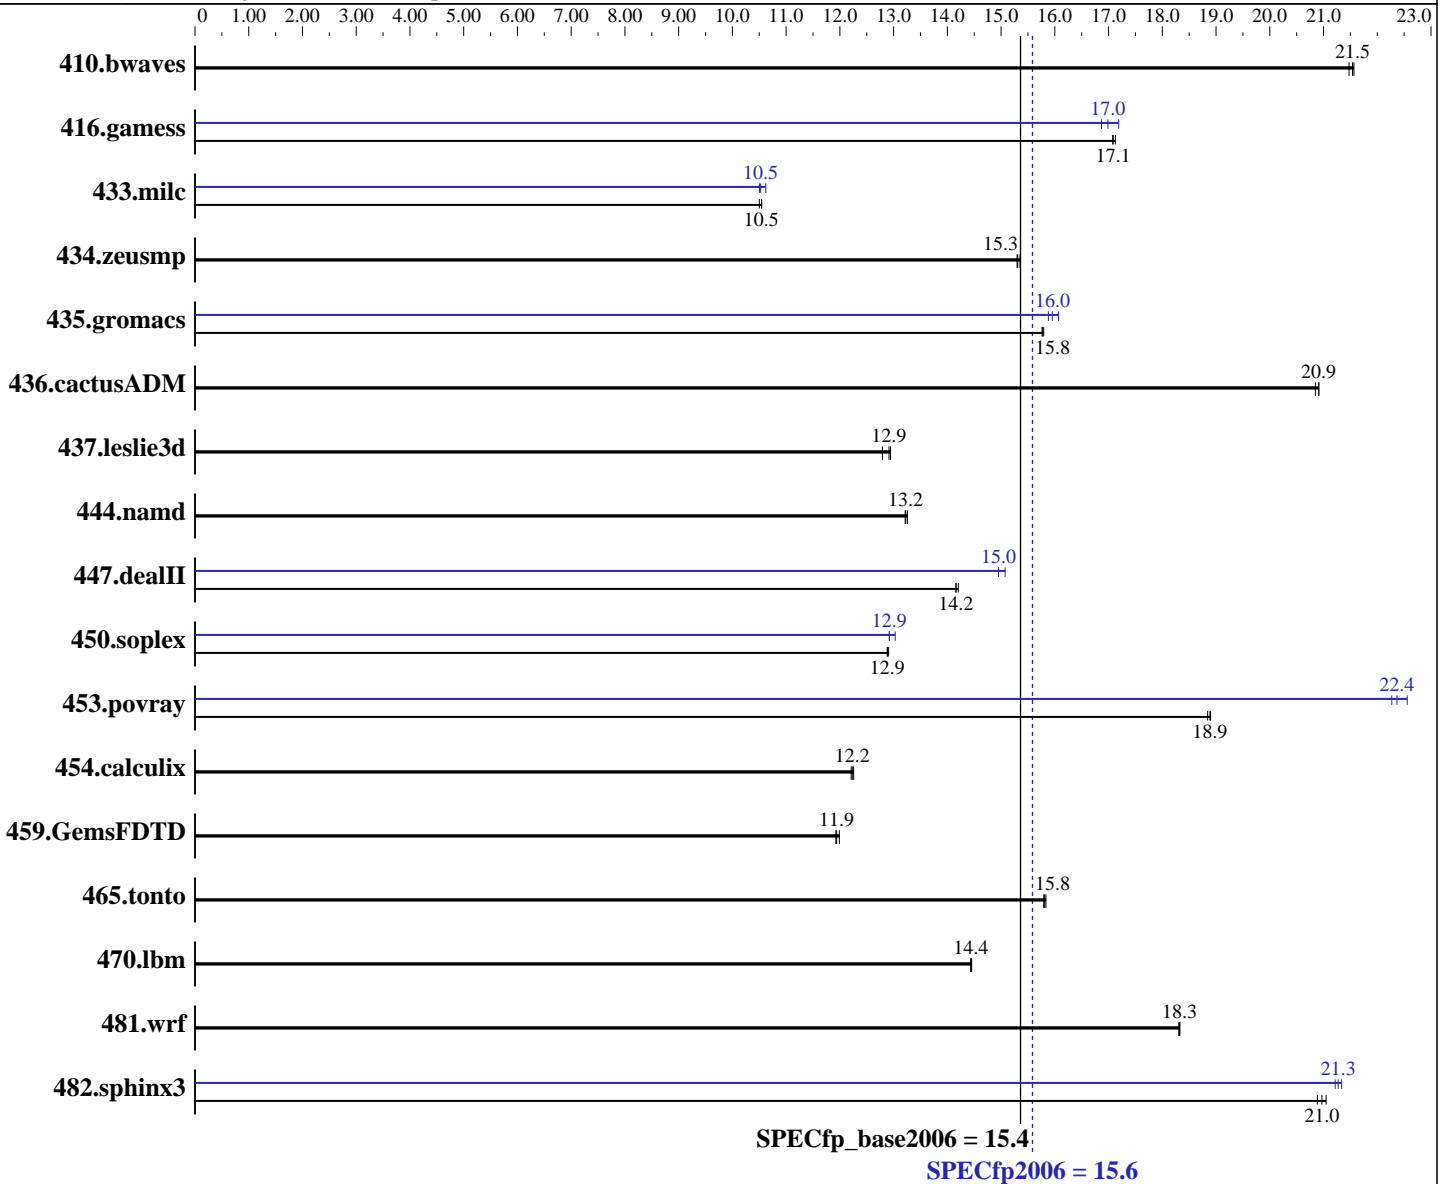 0 1.00 2.00 3.00 4.00 5.00 6.00 7.00 8.00 9.00 10.0 11.0 12.0 13.0 14.0 15.0 16.0 17.0 18.0 19.0 20.0 21.0 23.0
410.bwaves 21.5
416.gamess 17.0
17.1
433.milc 10.5
10.5
434.zeusmp 15.3
435.gromacs 16.0
15.8
436.cactusADM 20.9
437.leslie3d 12.9
444.namd 13.2
447.dealII 15.0
14.2
450.soplex 12.9
12.9
453.povray 22.4
18.9
454.calculix 12.2
459.GemsFDTD 11.9
465.tonto 15.8
470.lbm 14.4
481.wrf 18.3
482.sphinx3 21.3
21.0
SPECfp_base2006 = 15.4
SPECfp2006 = 15.6